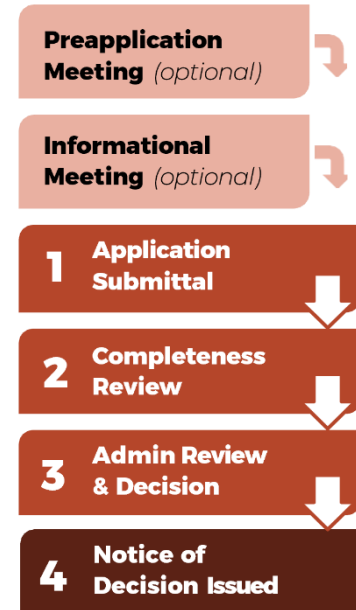 Preapplication
Meeting (optional)
Informational
Meeting (optional)
1 Application
Submittal
2 Completeness
Review
3 Admin Review
& Decision
4 Notice of
Decision Issued